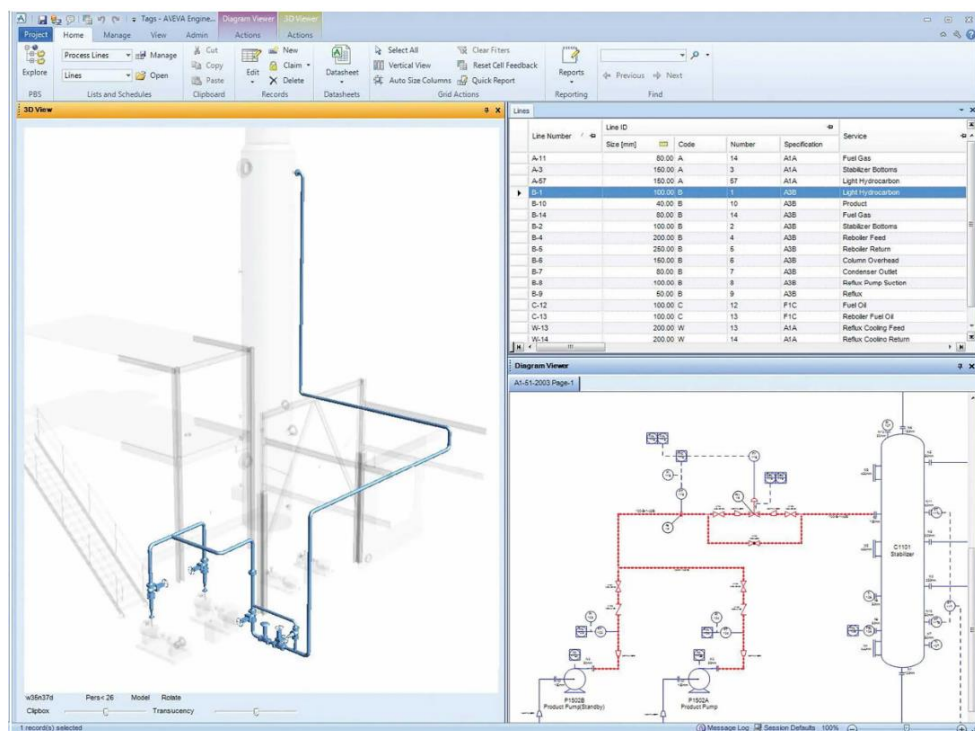 Tags - AVEVA Engine... Diagram Viewer 3D Viewer
Project Home Manage View Admin Actions Actions
Explore
Process Lines Manage
Lines Open
Cut
Copy
Paste
Edit
New
Claim
Delete
Datasheet
Select All
Vertical View
Auto Size Columns
Clear Filters
Reset Cell Feedback
Quick Report
Reports
Previous Next
PBS Lists and Schedules Clipboard Records Datasheets Grid Actions Reporting Find
3D View
w36n37d Pers< 26 Model Rotate
Clipbox Translucency
Lines
Line Number Line ID Service
Size [mm] Code Number Specification
A-11 80.00 A 14 A1A Fuel Gas
A-3 150.00 A 3 A1A Stabilizer Bottoms
A-57 150.00 A 57 A1A Light Hydrocarbon
B-1 100.00 B 1 A3B Light Hydrocarbon
B-10 40.00 B 10 A3B Product
B-14 80.00 B 14 A3B Fuel Gas
B-2 100.00 B 2 A3B Stabilizer Bottoms
B-4 200.00 B 4 A3B Reboiler Feed
B-5 250.00 B 5 A3B Reboiler Return
B-6 150.00 B 6 A3B Column Overhead
B-7 80.00 B 7 A3B Condenser Outlet
B-8 100.00 B 8 A3B Reflux Pump Suction
B-9 50.00 B 9 A3B Reflux
C-12 100.00 C 12 F1C Fuel Oil
C-13 100.00 C 13 F1C Reboiler Fuel Oil
W-13 200.00 W 13 A1A Reflux Cooling Feed
W-14 200.00 W 14 A1A Reflux Cooling Return
Diagram Viewer
A1-51-2003 Page-1
C1101
Stabilizer
P1502B
Product Pump(Standby)
P1502A
Product Pump
1 record(s) selected
Message Log Session Defaults 100%